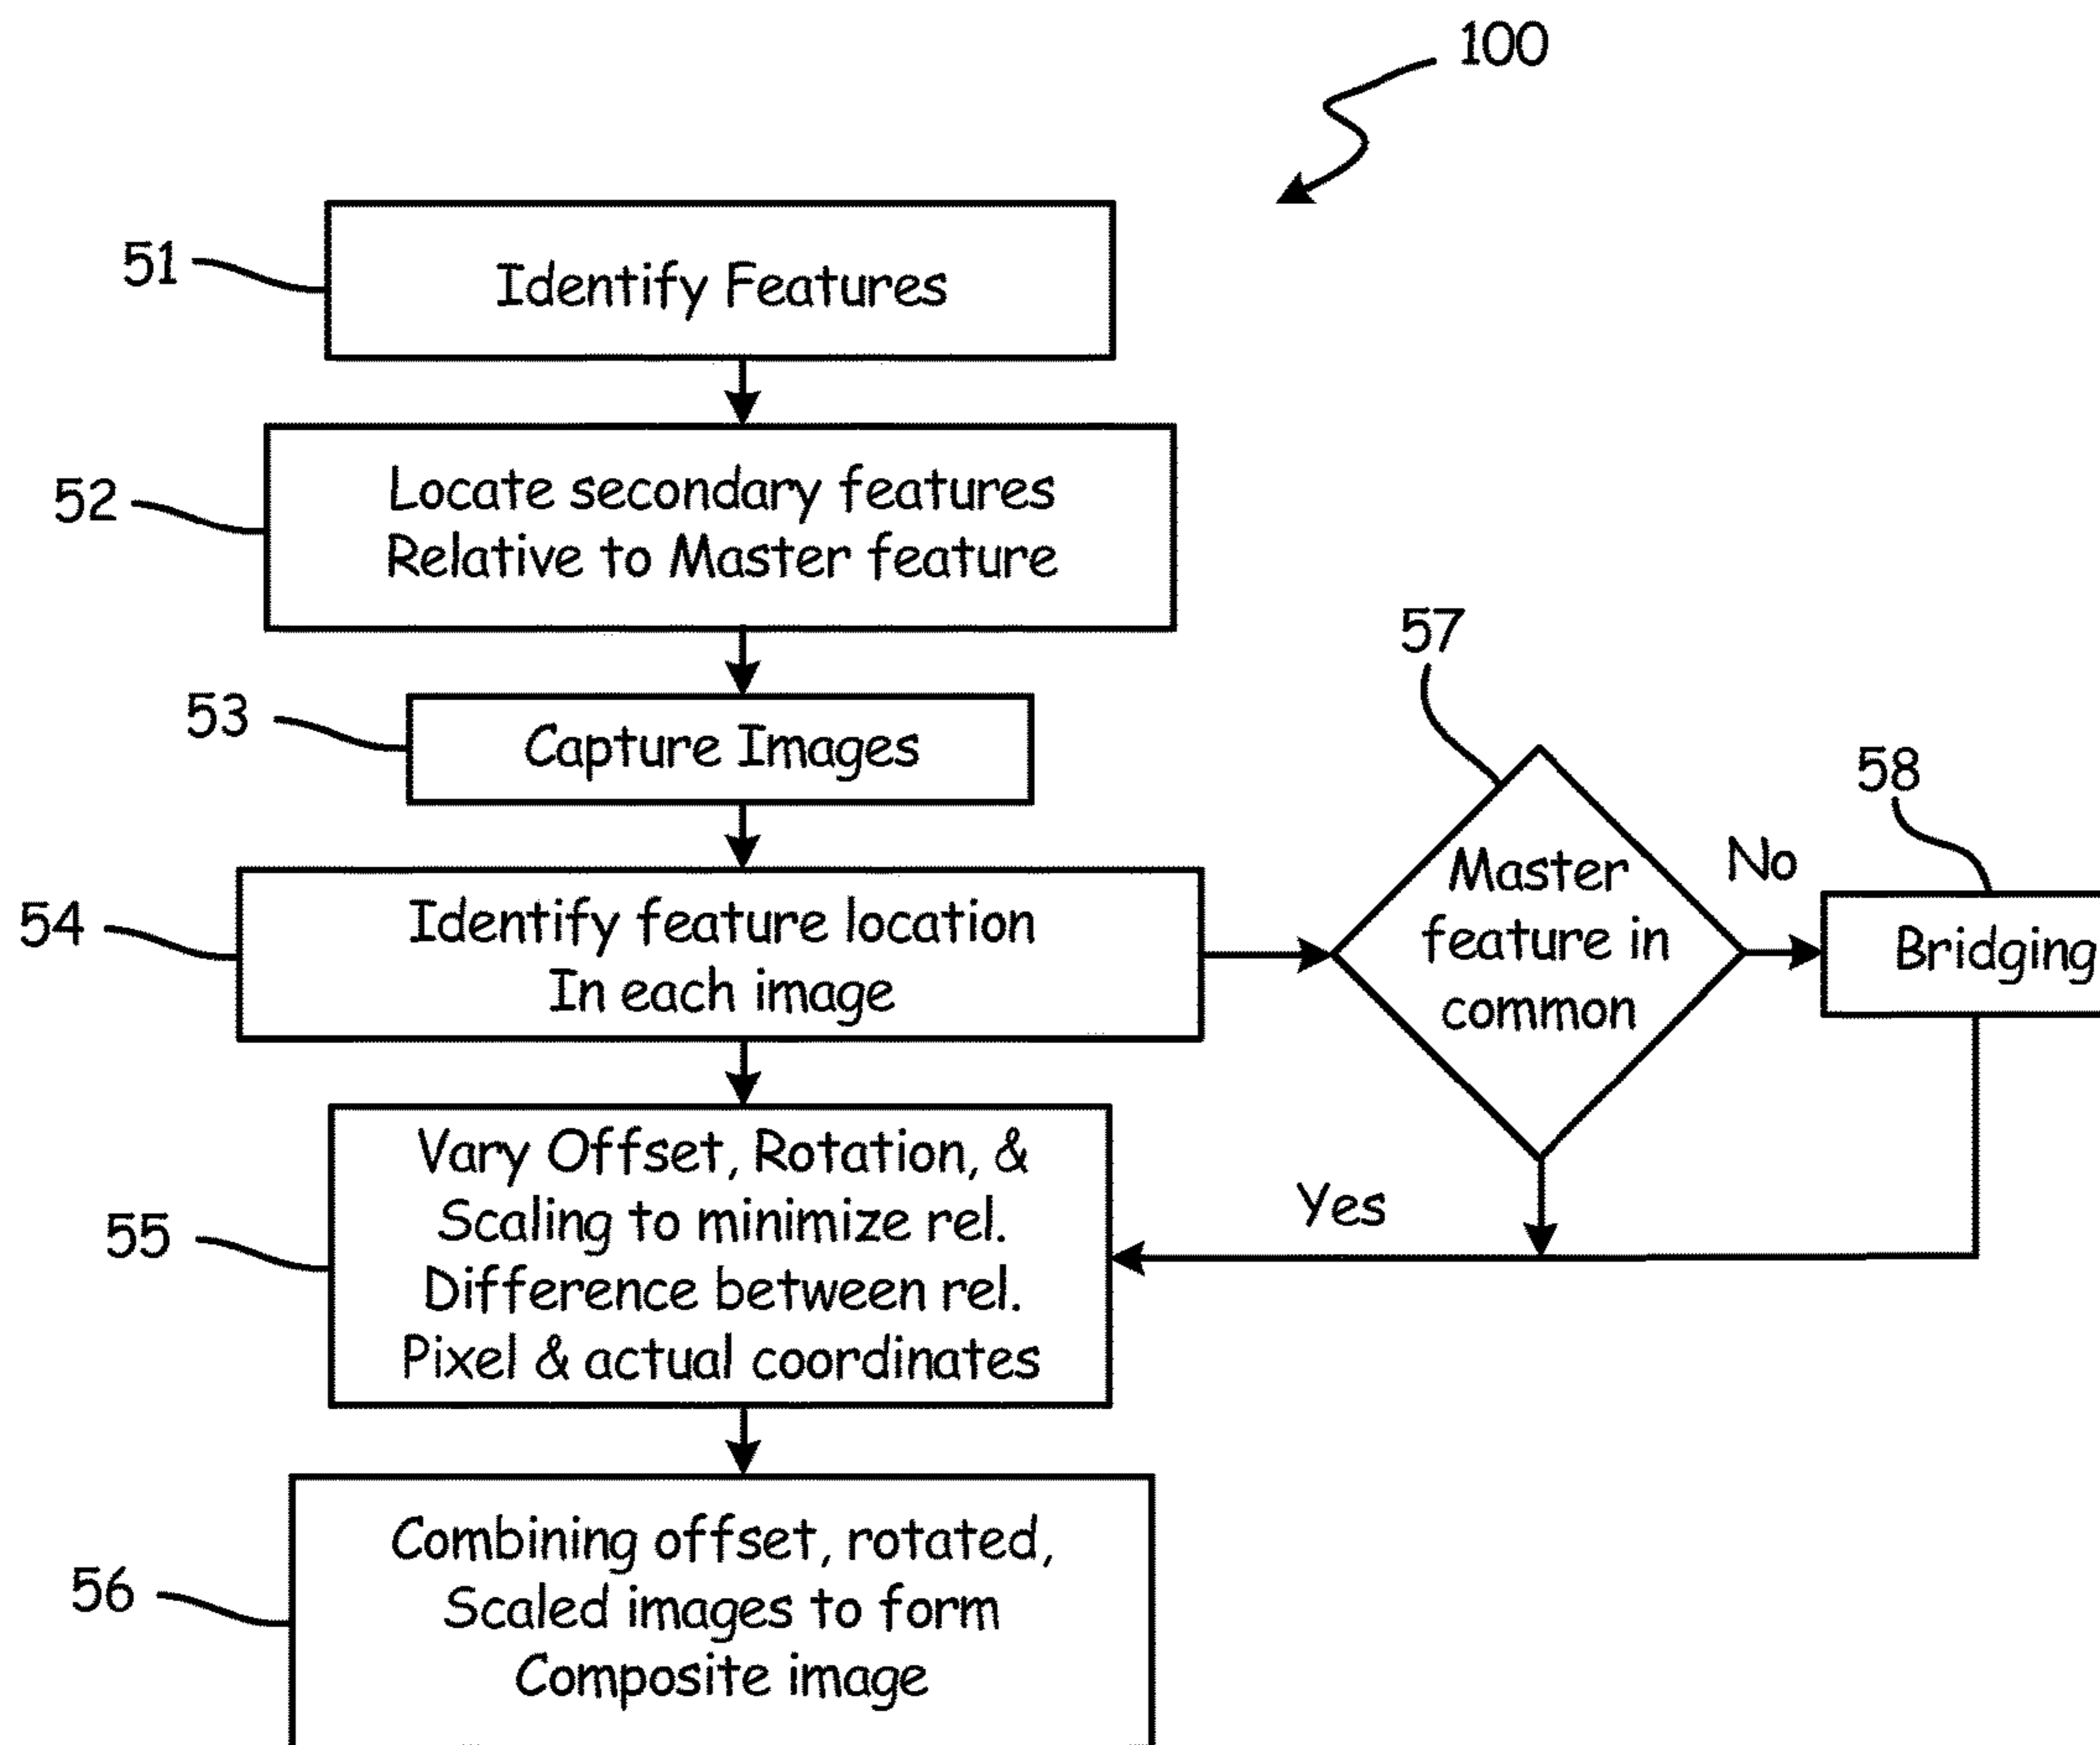 100
51
Identify Features
52
Locate secondary features
Relative to Master feature
53
Capture Images
54
Identify feature location
In each image
57
Master
feature in
common
No
58
Bridging
Yes
55
Vary Offset, Rotation, &
Scaling to minimize rel.
Difference between rel.
Pixel & actual coordinates
56
Combining offset, rotated,
Scaled images to form
Composite image